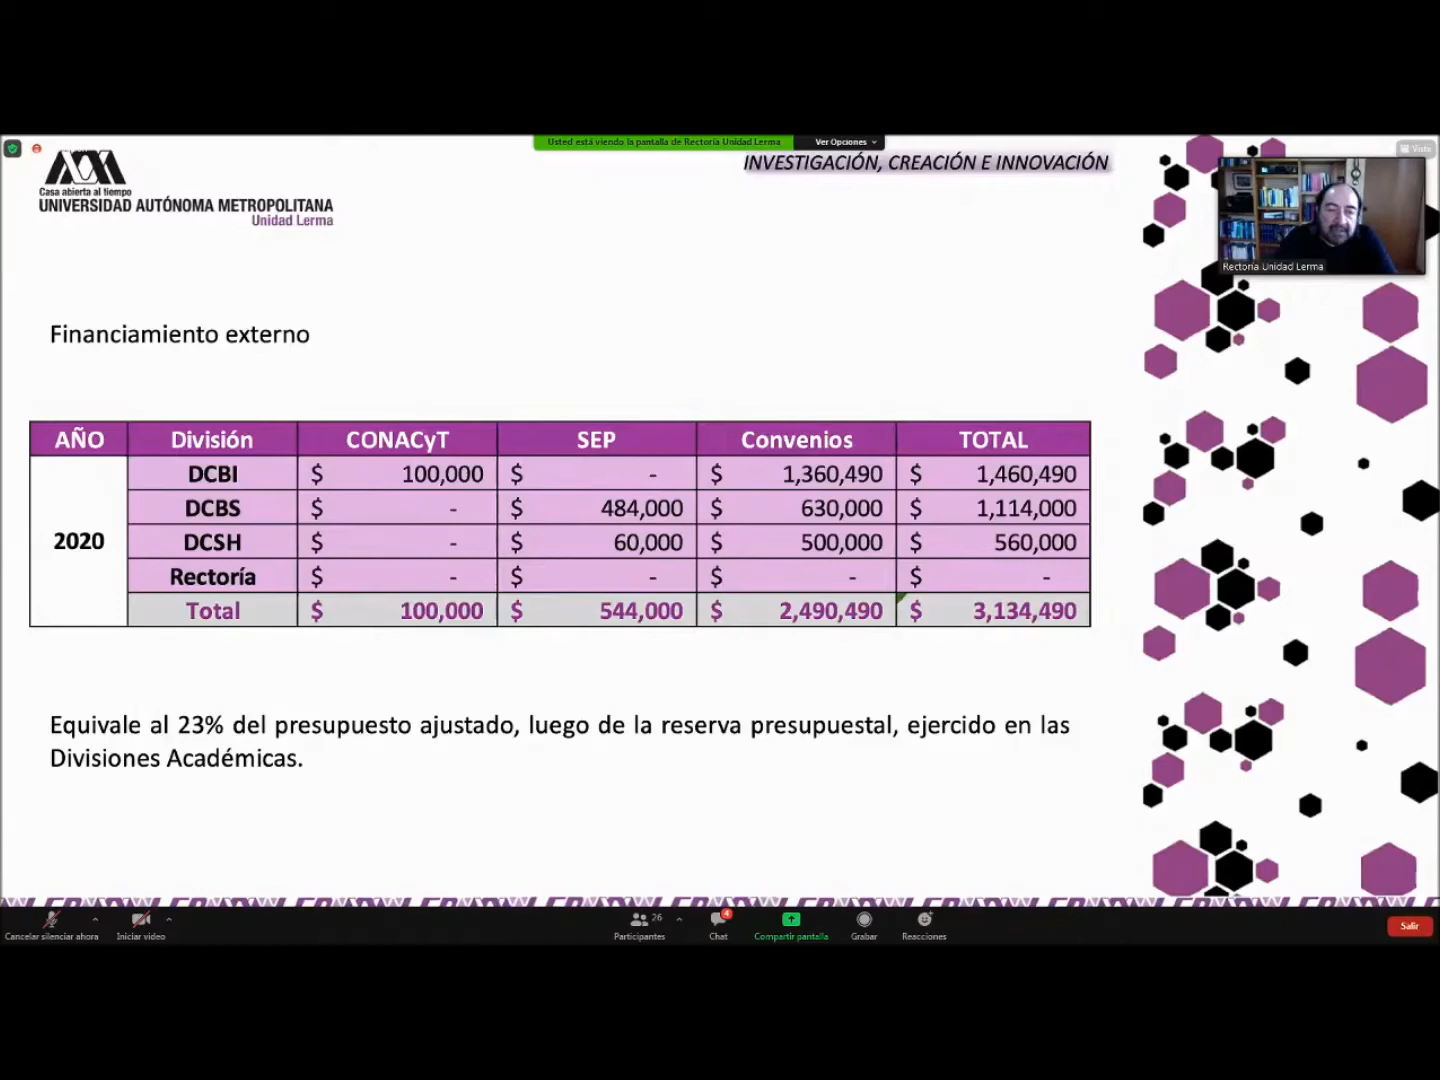 Usted está viendo la pantalla de Rectoría Unidad Lerma
Ver Opciones
Vista
INVESTIGACIÓN, CREACIÓN E INNOVACIÓN
Casa abierta al tiempo
UNIVERSIDAD AUTÓNOMA METROPOLITANA
Unidad Lerma
Rectoría Unidad Lerma
Financiamiento externo
AÑO División CONACyT SEP Convenios TOTAL
DCBI $ 100,000 $ - $ 1,360,490 $ 1,460,490
DCBS $ - $ 484,000 $ 630,000 $ 1,114,000
2020 DCSH $ - $ 60,000 $ 500,000 $ 560,000
Rectoría $ - $ - $ - $ -
Total $ 100,000 $ 544,000 $ 2,490,490 $ 3,134,490
Equivale al 23% del presupuesto ajustado, luego de la reserva presupuestal, ejercido en las
Divisiones Académicas.
26
4
Cancelar silenciar ahora Iniciar video Participantes Chat Compartir pantalla Grabar Reacciones Salir